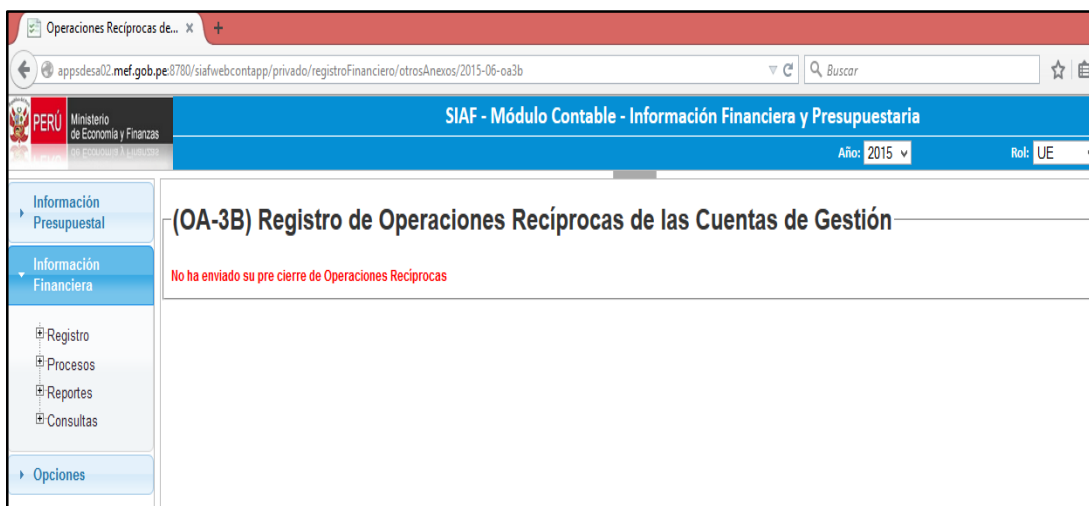 Operaciones Recíprocas de... × +
appsdesa02.mef.gob.pe:8780/siafwebcontapp/privado/registroFinanciero/otrosAnexos/2015-06-oa3b
Buscar
PERÚ
Ministerio
de Economía y Finanzas
SIAF - Módulo Contable - Información Financiera y Presupuestaria
Año: 2015
Rol: UE
Información
Presupuestal
Información
Financiera
Registro
Procesos
Reportes
Consultas
Opciones
(OA-3B) Registro de Operaciones Recíprocas de las Cuentas de Gestión
No ha enviado su pre cierre de Operaciones Reciprocas